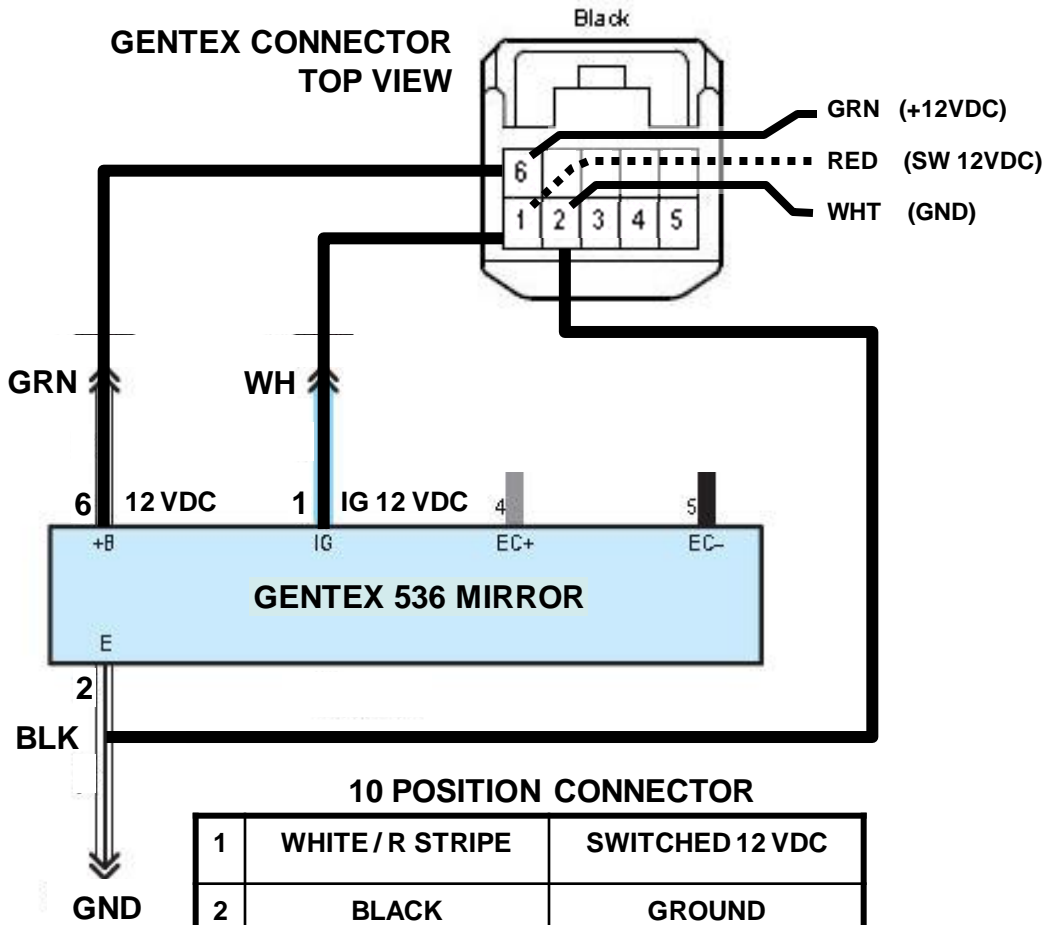 Black
GENTEX CONNECTOR
TOP VIEW
GRN (+12VDC)
RED (SW 12VDC)
WHT (GND)
6
1 2 3 4 5
GRN
WH
6 12 VDC
1 IG 12 VDC
4
5
+B
IG
EC+
EC-
GENTEX 536 MIRROR
E
2
BLK
GND
10 POSITION CONNECTOR
1 WHITE / R STRIPE SWITCHED 12 VDC
2 BLACK GROUND